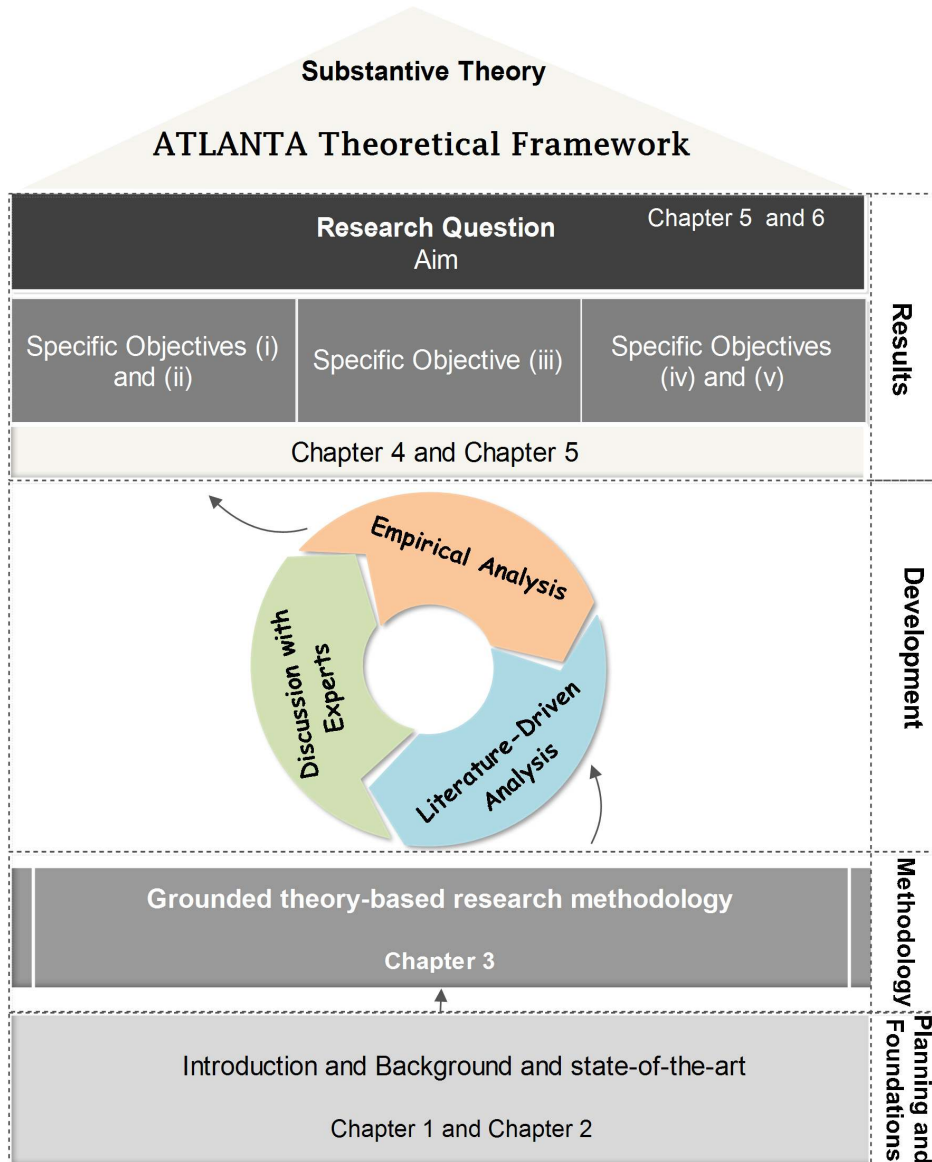 Substantive Theory
ATLANTA Theoretical Framework
Research Question
Aim
Chapter 5 and 6
Specific Objectives (i)
and (ii)
Specific Objective (iii)
Specific Objectives
(iv) and (v)
Chapter 4 and Chapter 5
Results
Empirical Analysis
Discussion with
Experts
Literature-Driven
Analysis
Development
Grounded theory-based research methodology
Chapter 3
Methodology
Introduction and Background and state-of-the-art
Chapter 1 and Chapter 2
Planning and
Foundations